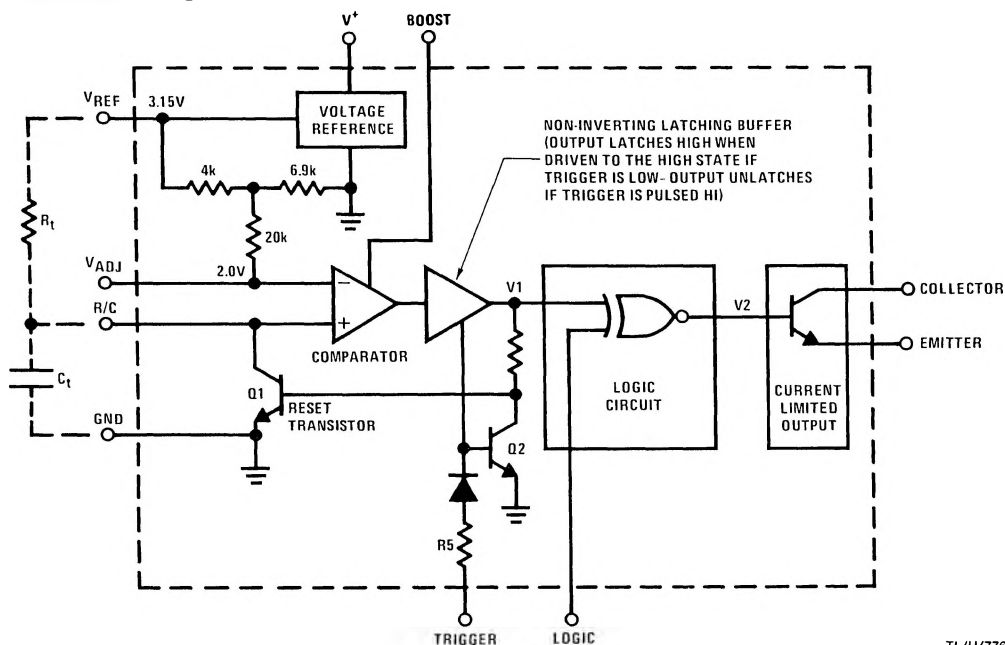 V+
BOOST
VREF
3.15V
VOLTAGE
REFERENCE
NON-INVERTING LATCHING BUFFER
(OUTPUT LATCHES HIGH WHEN
DRIVEN TO THE HIGH STATE IF
TRIGGER IS LOW- OUTPUT UNLATCHES
IF TRIGGER IS PULSED HI)
4k
6.9k
Rt
20k
VADJ
2.0V
V1
V2
COLLECTOR
R/C
COMPARATOR
EMITTER
Ct
Q1
RESET
TRANSISTOR
LOGIC
CIRCUIT
CURRENT
LIMITED
OUTPUT
GND
Q2
R5
TRIGGER
LOGIC